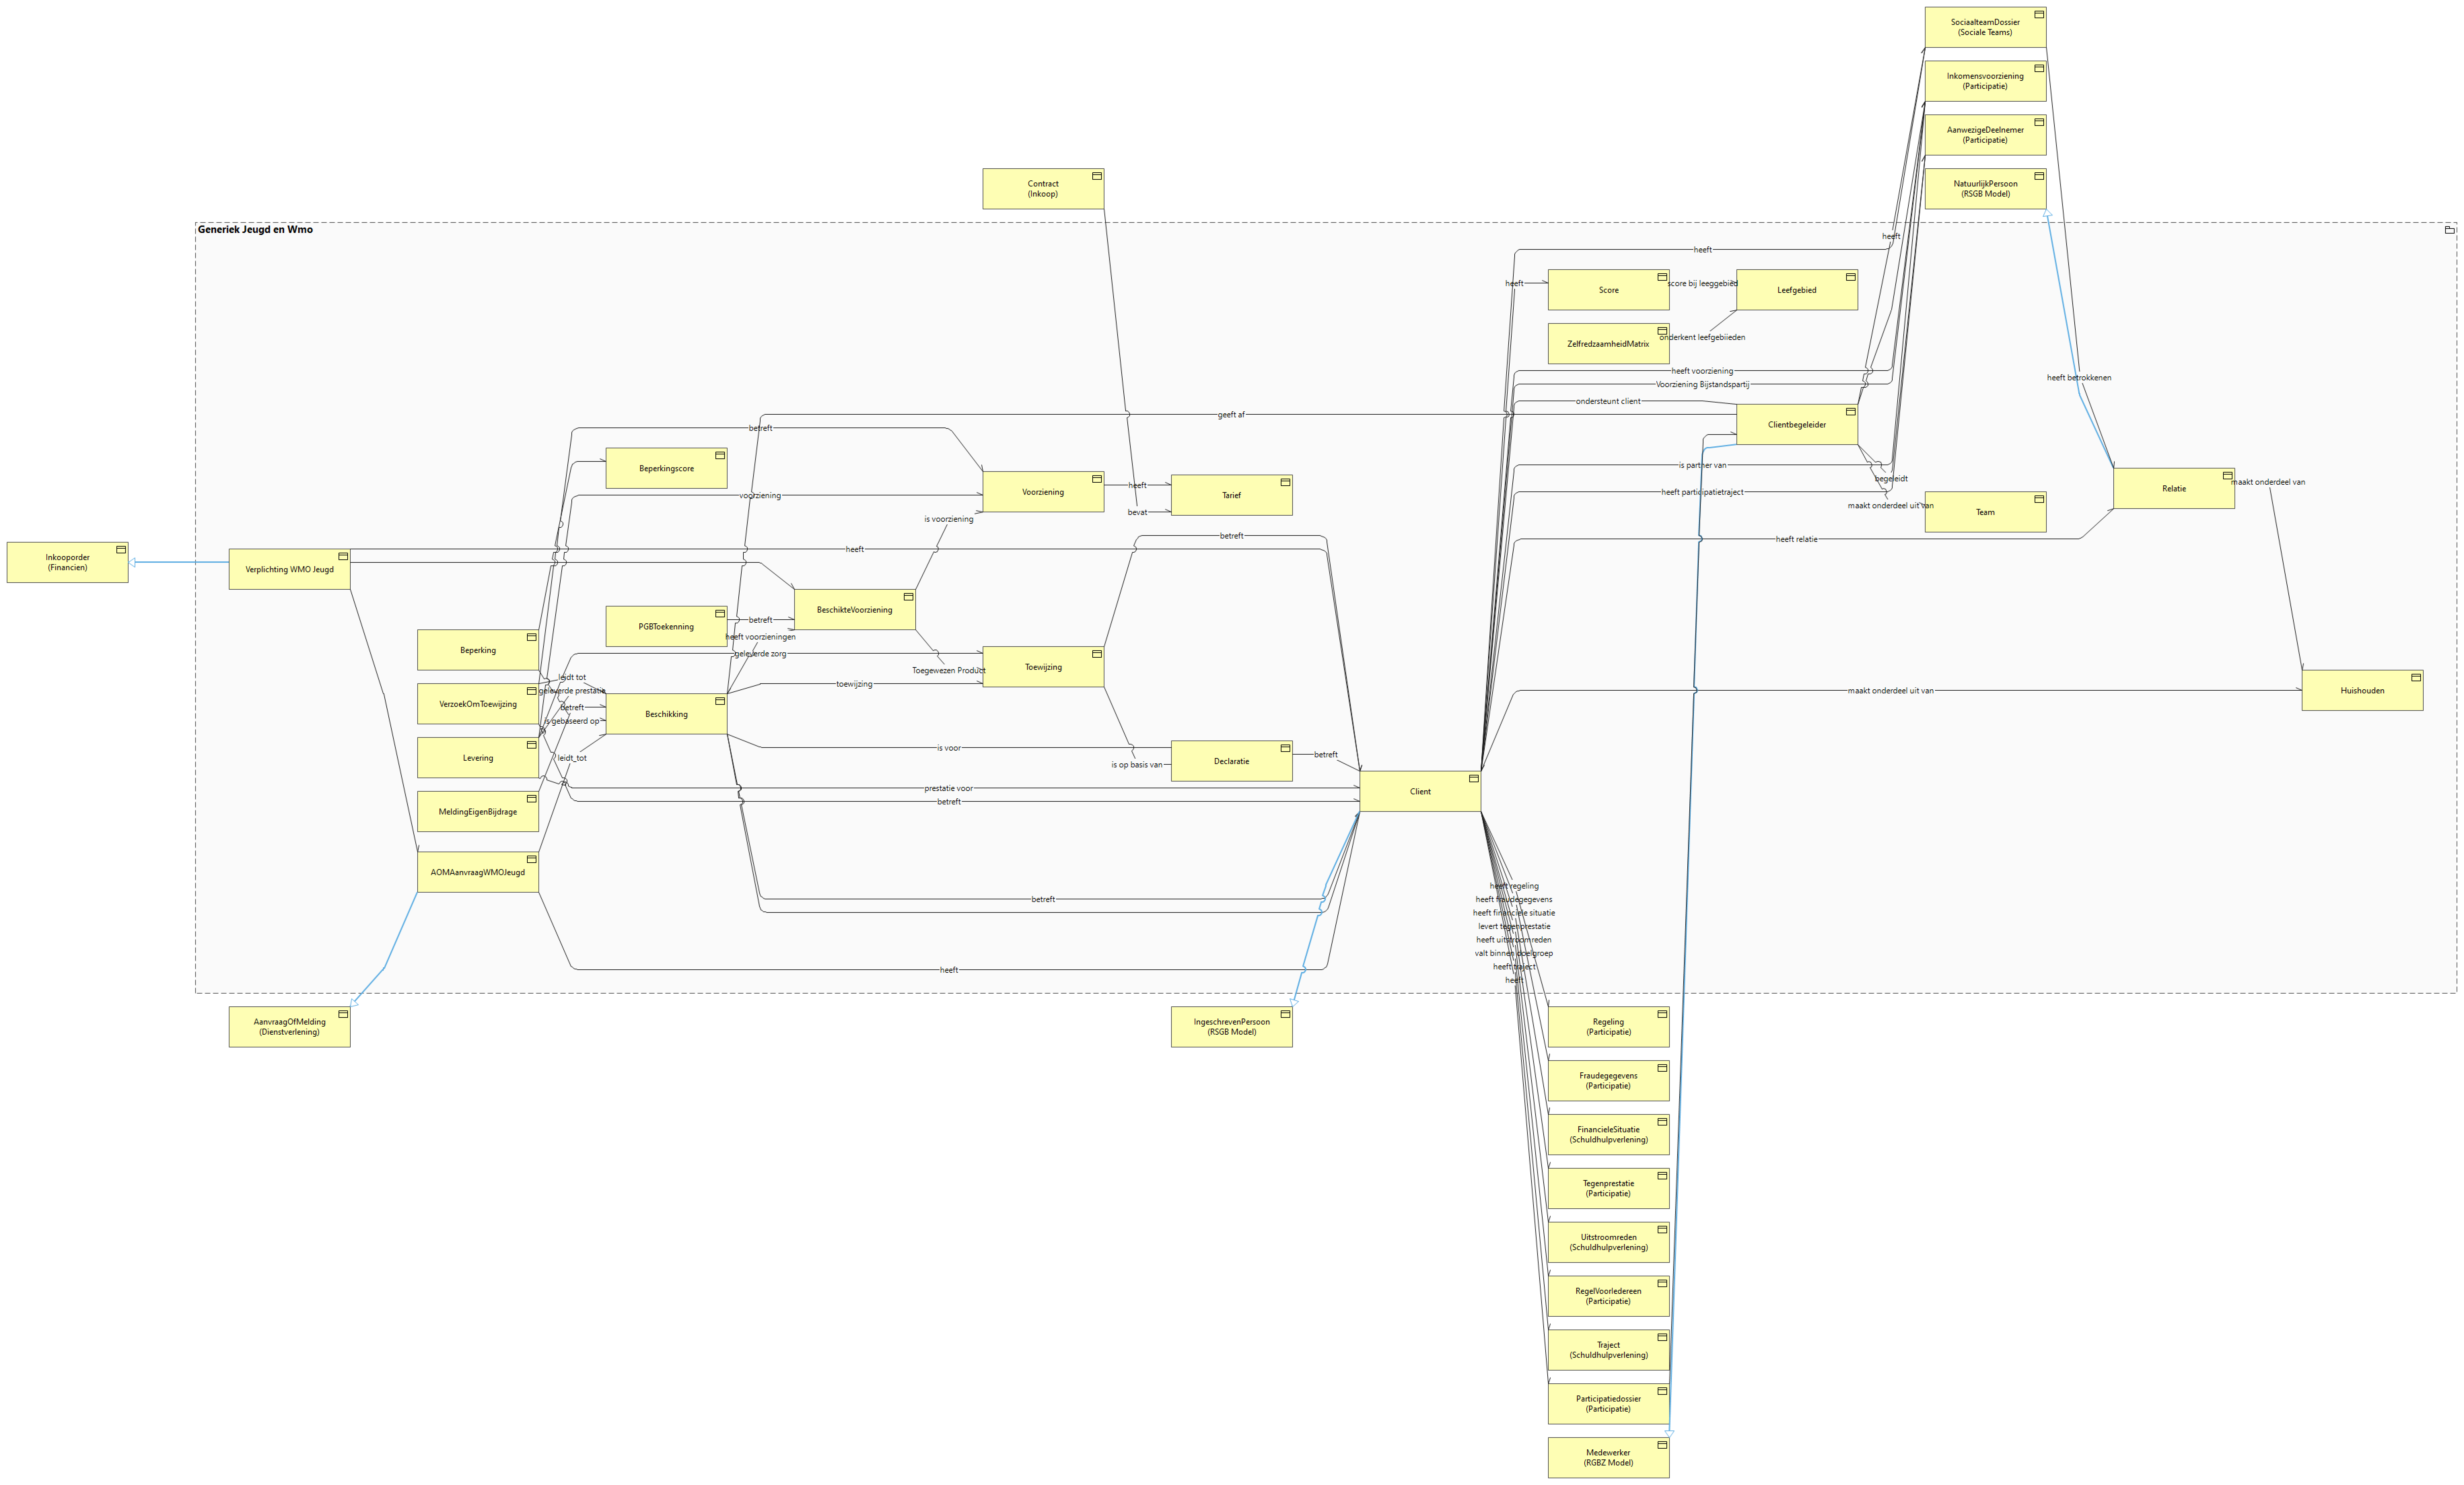 SociaalteamDossier
(Sociale Teams)
Inkomensvoorziening
(Participatie)
AanwezigeDeelnemer
(Participatie)
Contract
(Inkoop)
NatuurlijkPersoon
(RSGB Model)
Generiek Jeugd en Wmo
heeft
heeft
heeft
Score
score bij leeggebied
Leefgebied
ZelfredzaamheidMatrix
onderkent leefgebieden
heeft voorziening
heeft betrokkenen
Voorziening Bijstandspartij
ondersteunt client
geeft af
Clientbegeleider
betreft
Beperkingscore
is partner van
begeleidt
voorziening
Voorziening
heeft
Tarief
heeft participatietraject
maakt onderdeel uit van
Team
Relatie
maakt onderdeel van
bevat
is voorziening
betreft
heeft relatie
Inkooporder
(Financien)
Verplichting WMO Jeugd
heeft
BeschikteVoorziening
PGBToekenning
betreft
heeft voorzieningen
Beperking
geleverde zorg
Toewijzing
Toegewezen Product
leidt tot
geleverde prestatie
toewijzing
VerzoekOmToewijzing
betreft
is gebaseerd op
Beschikking
maakt onderdeel uit van
Huishouden
Levering
leidt_tot
is voor
is op basis van
Declaratie
betreft
prestatie voor
betreft
Client
MeldingEigenBijdrage
AOMAanvraagWMOJeugd
betreft
heeft regeling
heeft fraudegegevens
heeft financiele situatie
levert tegenprestatie
heeft uitstroomreden
valt binnen doelgroep
heeft traject
heeft
heeft
AanvraagOfMelding
(Dienstverlening)
IngeschrevenPersoon
(RSGB Model)
Regeling
(Participatie)
Fraudegegevens
(Participatie)
FinancieleSituatie
(Schuldhulpverlening)
Tegenprestatie
(Participatie)
Uitstroomreden
(Schuldhulpverlening)
RegelVoorIedereen
(Participatie)
Traject
(Schuldhulpverlening)
Participatiedossier
(Participatie)
Medewerker
(RGBZ Model)